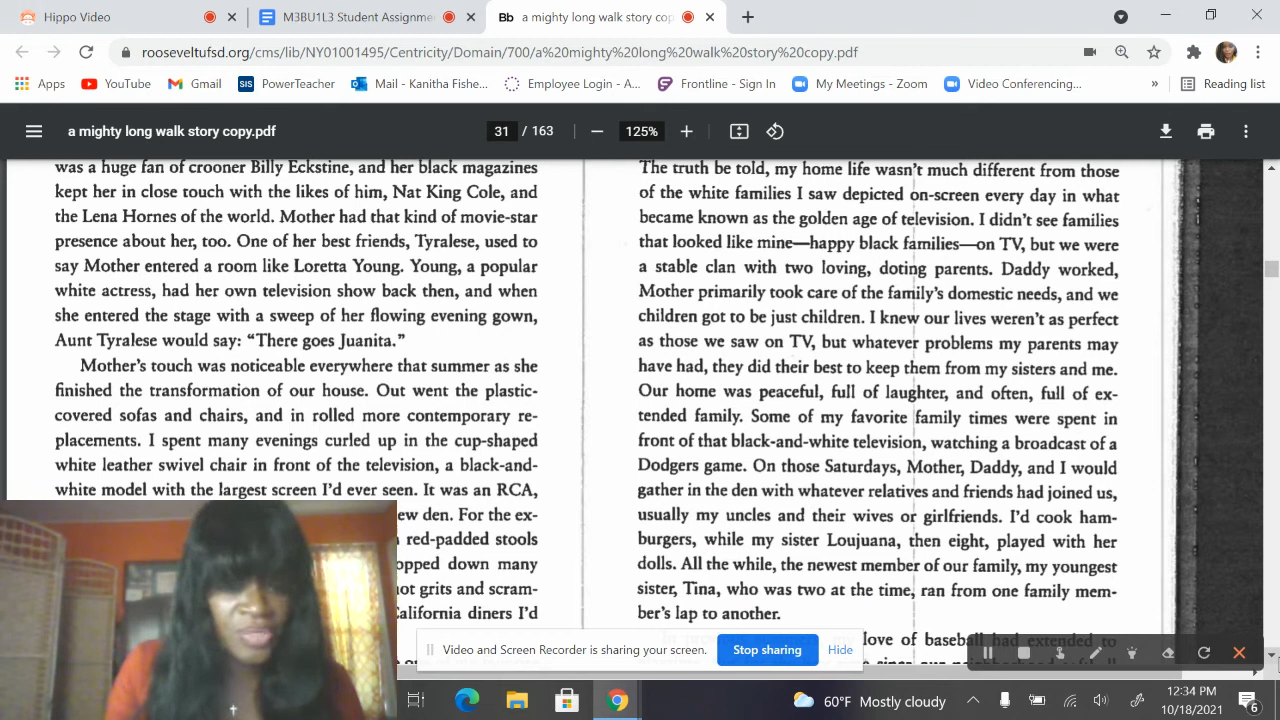 Hippo Video
M3BU1L3 Student Assignme
Bb a mighty long walk story cop
rooseveltufsd.org/cms/lib/NY01001495/Centricity/Domain/700/a%20mighty%20long%20walk%20story%20copy.pdf
Apps YouTube Gmail SIS PowerTeacher Mail - Kanitha Fishe... Employee Login - A... Frontline - Sign In My Meetings - Zoom Video Conferencing... » Reading list
a mighty long walk story copy.pdf
31 / 163
125%
was a huge fan of crooner Billy Eckstine, and her black magazines
kept her in close touch with the likes of him, Nat King Cole, and
the Lena Hornes of the world. Mother had that kind of movie-star
presence about her, too. One of her best friends, Tyralese, used to
say Mother entered a room like Loretta Young. Young, a popular
white actress, had her own television show back then, and when
she entered the stage with a sweep of her flowing evening gown,
Aunt Tyralese would say: “There goes Juanita.”
Mother’s touch was noticeable everywhere that summer as she
finished the transformation of our house. Out went the plastic-
covered sofas and chairs, and in rolled more contemporary re-
placements. I spent many evenings curled up in the cup-shaped
white leather swivel chair in front of the television, a black-and-
white model with the largest screen I’d ever seen. It was an RCA,
ew den. For the ex-
red-padded stools
opped down many
ot grits and scram-
California diners I’d
The truth be told, my home life wasn’t much different from those
of the white families I saw depicted on-screen every day in what
became known as the golden age of television. I didn’t see families
that looked like mine—happy black families—on TV, but we were
a stable clan with two loving, doting parents. Daddy worked,
Mother primarily took care of the family’s domestic needs, and we
children got to be just children. I knew our lives weren’t as perfect
as those we saw on TV, but whatever problems my parents may
have had, they did their best to keep them from my sisters and me.
Our home was peaceful, full of laughter, and often, full of ex-
tended family. Some of my favorite family times were spent in
front of that black-and-white television, watching a broadcast of a
Dodgers game. On those Saturdays, Mother, Daddy, and I would
gather in the den with whatever relatives and friends had joined us,
usually my uncles and their wives or girlfriends. I’d cook ham-
burgers, while my sister Loujuana, then eight, played with her
dolls. All the while, the newest member of our family, my youngest
sister, Tina, who was two at the time, ran from one family mem-
ber’s lap to another.
love of baseball had extended to
Video and Screen Recorder is sharing your screen.
Stop sharing
Hide
60°F Mostly cloudy
12:34 PM
10/18/2021
6